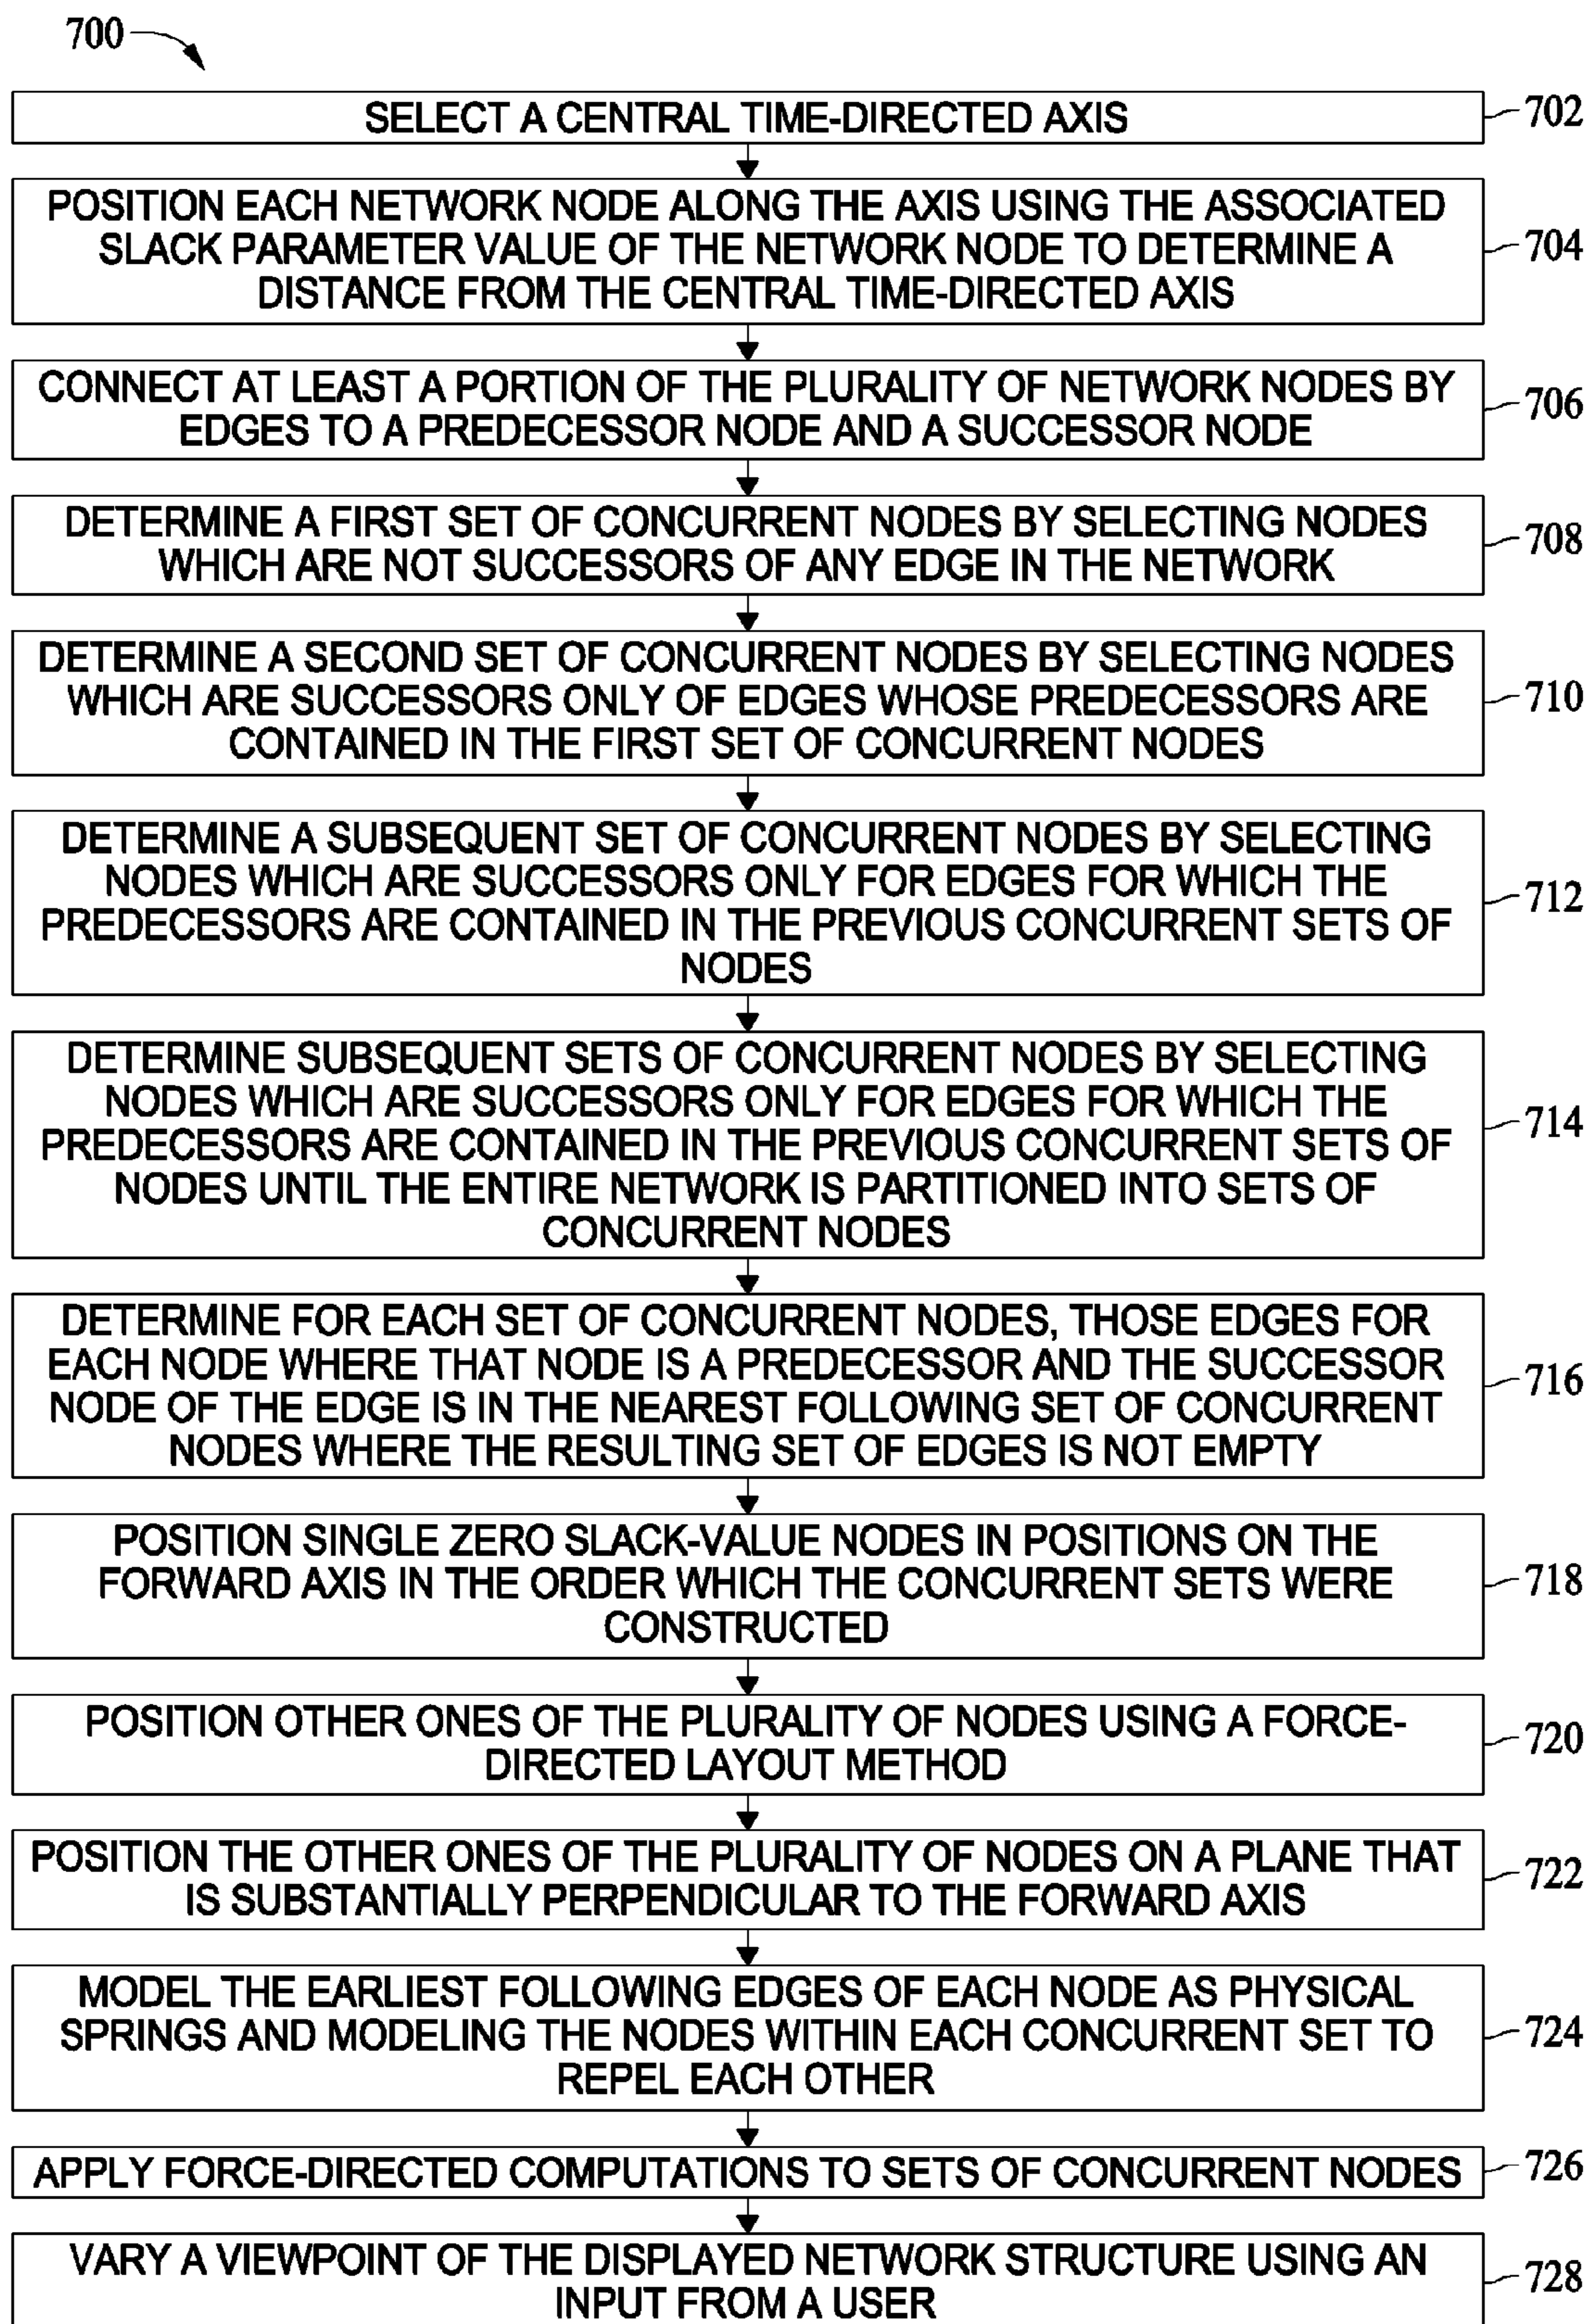 700
SELECT A CENTRAL TIME-DIRECTED AXIS
702
POSITION EACH NETWORK NODE ALONG THE AXIS USING THE ASSOCIATED
SLACK PARAMETER VALUE OF THE NETWORK NODE TO DETERMINE A
DISTANCE FROM THE CENTRAL TIME-DIRECTED AXIS
704
CONNECT AT LEAST A PORTION OF THE PLURALITY OF NETWORK NODES BY
EDGES TO A PREDECESSOR NODE AND A SUCCESSOR NODE
706
DETERMINE A FIRST SET OF CONCURRENT NODES BY SELECTING NODES
WHICH ARE NOT SUCCESSORS OF ANY EDGE IN THE NETWORK
708
DETERMINE A SECOND SET OF CONCURRENT NODES BY SELECTING NODES
WHICH ARE SUCCESSORS ONLY OF EDGES WHOSE PREDECESSORS ARE
CONTAINED IN THE FIRST SET OF CONCURRENT NODES
710
DETERMINE A SUBSEQUENT SET OF CONCURRENT NODES BY SELECTING
NODES WHICH ARE SUCCESSORS ONLY FOR EDGES FOR WHICH THE
PREDECESSORS ARE CONTAINED IN THE PREVIOUS CONCURRENT SETS OF
NODES
712
DETERMINE SUBSEQUENT SETS OF CONCURRENT NODES BY SELECTING
NODES WHICH ARE SUCCESSORS ONLY FOR EDGES FOR WHICH THE
PREDECESSORS ARE CONTAINED IN THE PREVIOUS CONCURRENT SETS OF
NODES UNTIL THE ENTIRE NETWORK IS PARTITIONED INTO SETS OF
CONCURRENT NODES
714
DETERMINE FOR EACH SET OF CONCURRENT NODES, THOSE EDGES FOR
EACH NODE WHERE THAT NODE IS A PREDECESSOR AND THE SUCCESSOR
NODE OF THE EDGE IS IN THE NEAREST FOLLOWING SET OF CONCURRENT
NODES WHERE THE RESULTING SET OF EDGES IS NOT EMPTY
716
POSITION SINGLE ZERO SLACK-VALUE NODES IN POSITIONS ON THE
FORWARD AXIS IN THE ORDER WHICH THE CONCURRENT SETS WERE
CONSTRUCTED
718
POSITION OTHER ONES OF THE PLURALITY OF NODES USING A FORCE-
DIRECTED LAYOUT METHOD
720
POSITION THE OTHER ONES OF THE PLURALITY OF NODES ON A PLANE THAT
IS SUBSTANTIALLY PERPENDICULAR TO THE FORWARD AXIS
722
MODEL THE EARLIEST FOLLOWING EDGES OF EACH NODE AS PHYSICAL
SPRINGS AND MODELING THE NODES WITHIN EACH CONCURRENT SET TO
REPEL EACH OTHER
724
APPLY FORCE-DIRECTED COMPUTATIONS TO SETS OF CONCURRENT NODES
726
VARY A VIEWPOINT OF THE DISPLAYED NETWORK STRUCTURE USING AN
INPUT FROM A USER
728